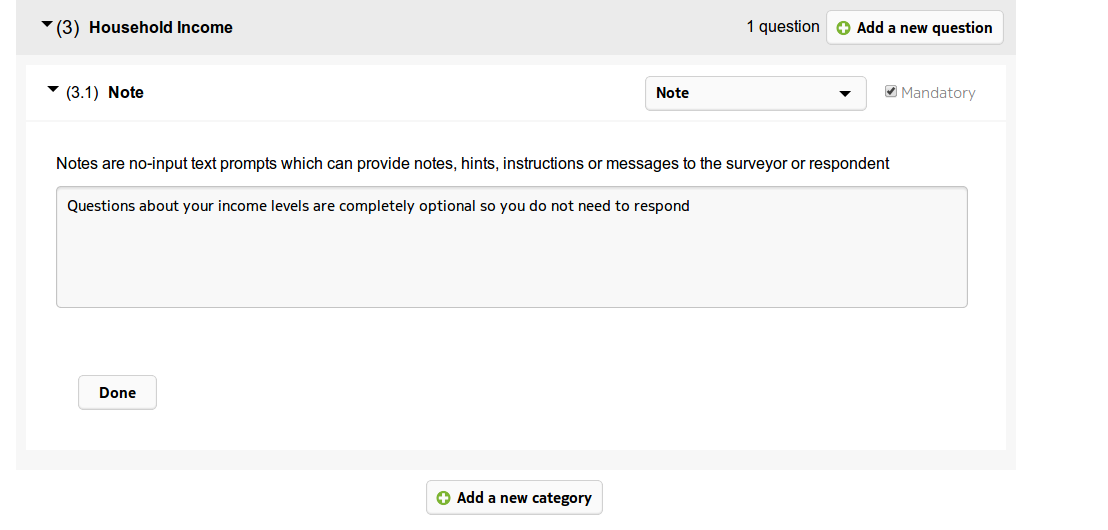 (3) Household Income 1 question Add a new question
(3.1) Note Note Mandatory
Notes are no-input text prompts which can provide notes, hints, instructions or messages to the surveyor or respondent
Questions about your income levels are completely optional so you do not need to respond
Done
Add a new category